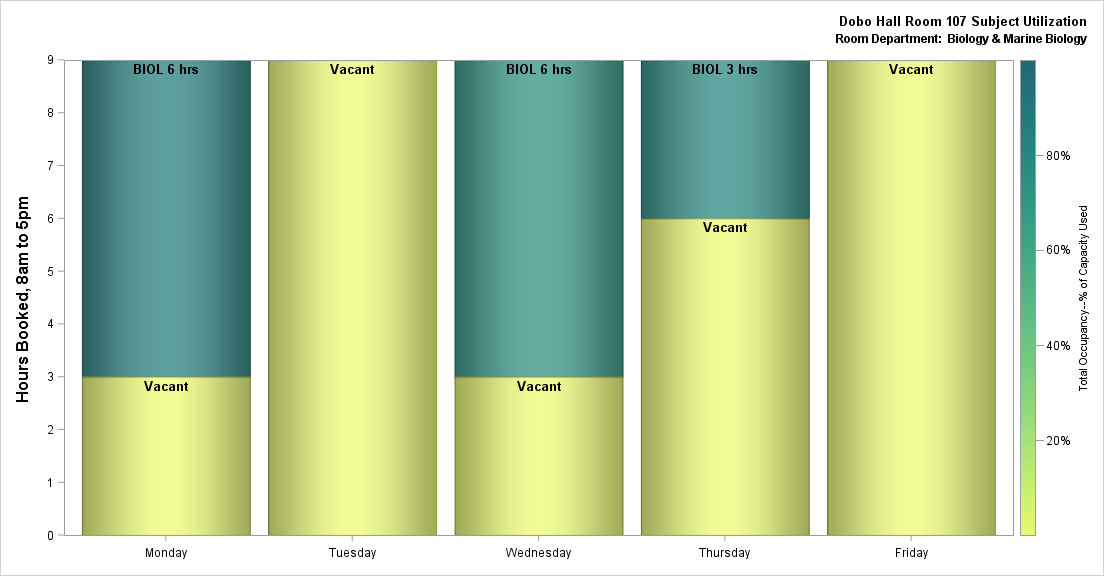 Dobo Hall Room 107 Subject Utilization
Room Department: Biology & Marine Biology
Hours Booked, 8am to 5pm
9
8
7
6
5
4
3
2
1
0
BIOL 6 hrs
Vacant
Vacant
BIOL 6 hrs
Vacant
BIOL 3 hrs
Vacant
Vacant
Monday
Tuesday
Wednesday
Thursday
Friday
80%
60%
40%
20%
Total Occupancy--% of Capacity Used